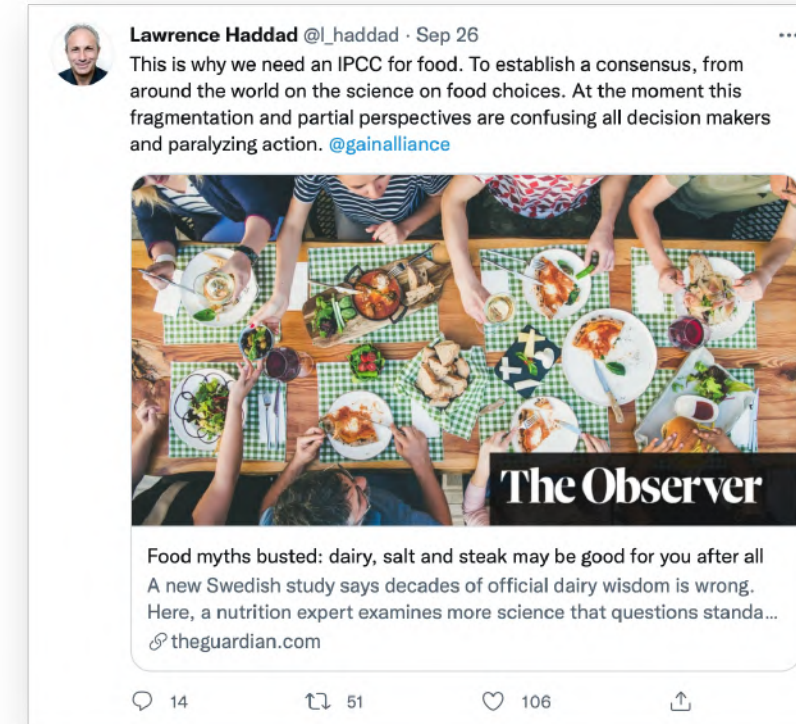 Lawrence Haddad @l_haddad · Sep 26
This is why we need an IPCC for food. To establish a consensus, from
around the world on the science on food choices. At the moment this
fragmentation and partial perspectives are confusing all decision makers
and paralyzing action. @gainalliance
The Observer
Food myths busted: dairy, salt and steak may be good for you after all
A new Swedish study says decades of official dairy wisdom is wrong.
Here, a nutrition expert examines more science that questions standa...
theguardian.com
14 51 106